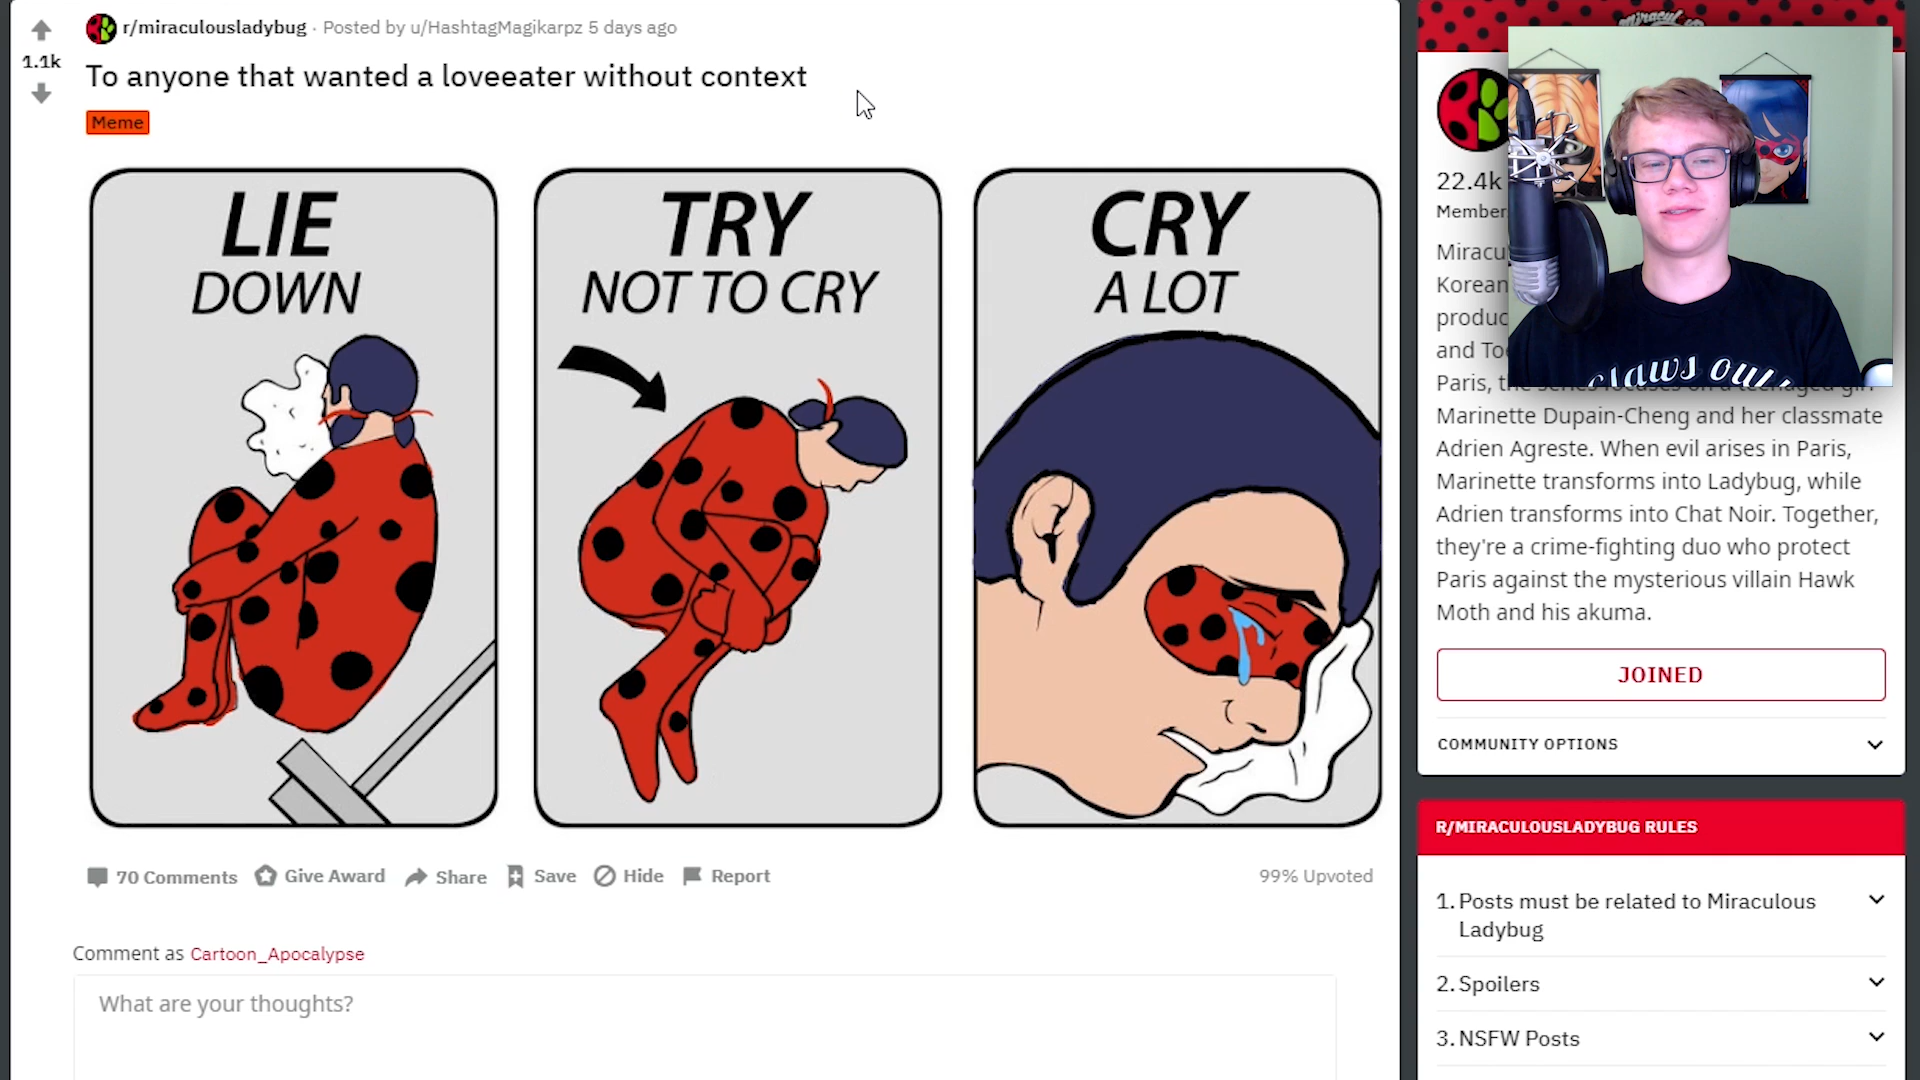 1.1k
r/miraculousladybug · Posted by u/HashtagMagikarpz 5 days ago
To anyone that wanted a loveeater without context
Meme
LIE
DOWN
TRY
NOT TO CRY
CRY
A LOT
70 Comments
Give Award
Share
Save
Hide
Report
99% Upvoted
Comment as Cartoon_Apocalypse
What are your thoughts?
22.4k
claws out
Korean
and
Paris,
Marinette Dupain-Cheng and her classmate
Adrien Agreste. When evil arises in Paris,
Marinette transforms into Ladybug, while
Adrien transforms into Chat Noir. Together,
they're a crime-fighting duo who protect
Paris against the mysterious villain Hawk
Moth and his akuma.
JOINED
COMMUNITY OPTIONS
R/MIRACULOUSLADYBUG RULES
1. Posts must be related to Miraculous
Ladybug
2. Spoilers
3. NSFW Posts